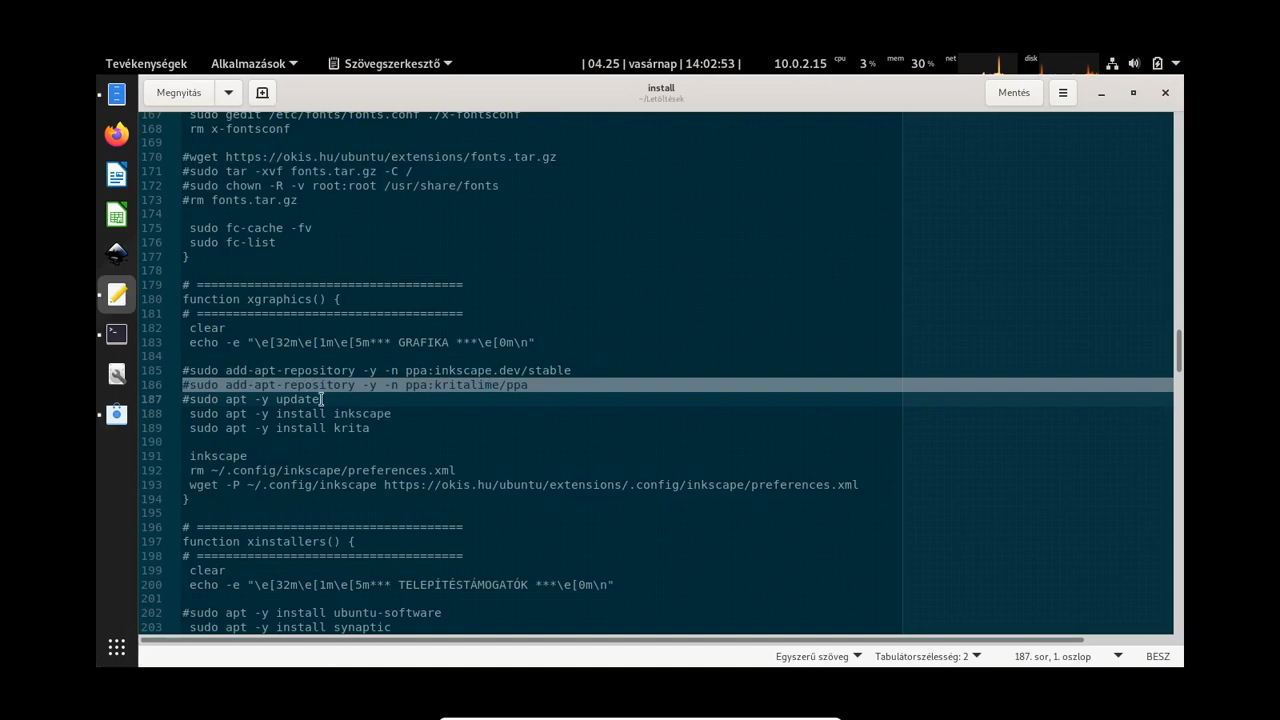 Tevékenységek Alkalmazások Szövegszerkesztő | 04.25 | vasárnap | 14:02:53 | 10.0.2.15 cpu 3 % mem 30 % net disk
Megnyitás install Mentés
~/Letöltések
167 sudo gedit /etc/fonts/fonts.conf ./x-fontsconf
168 rm x-fontsconf
169
170 #wget https://okis.hu/ubuntu/extensions/fonts.tar.gz
171 #sudo tar -xvf fonts.tar.gz -C /
172 #sudo chown -R -v root:root /usr/share/fonts
173 #rm fonts.tar.gz
174
175 sudo fc-cache -fv
176 sudo fc-list
177 }
178
179 # =====================================
180 function xgraphics() {
181 # =====================================
182 clear
183 echo -e "\e[32m\e[1m\e[5m*** GRAFIKA ***\e[0m\n"
184
185 #sudo add-apt-repository -y -n ppa:inkscape.dev/stable
186 #sudo add-apt-repository -y -n ppa:kritalime/ppa
187 #sudo apt -y update
188 sudo apt -y install inkscape
189 sudo apt -y install krita
190
191 inkscape
192 rm ~/.config/inkscape/preferences.xml
193 wget -P ~/.config/inkscape https://okis.hu/ubuntu/extensions/.config/inkscape/preferences.xml
194 }
195
196 # =====================================
197 function xinstallers() {
198 # =====================================
199 clear
200 echo -e "\e[32m\e[1m\e[5m*** TELEPÍTÉSTÁMOGATÓK ***\e[0m\n"
201
202 #sudo apt -y install ubuntu-software
203 sudo apt -y install synaptic
Egyszerű szöveg Tabulátorszélesség: 2 187. sor, 1. oszlop BESZ